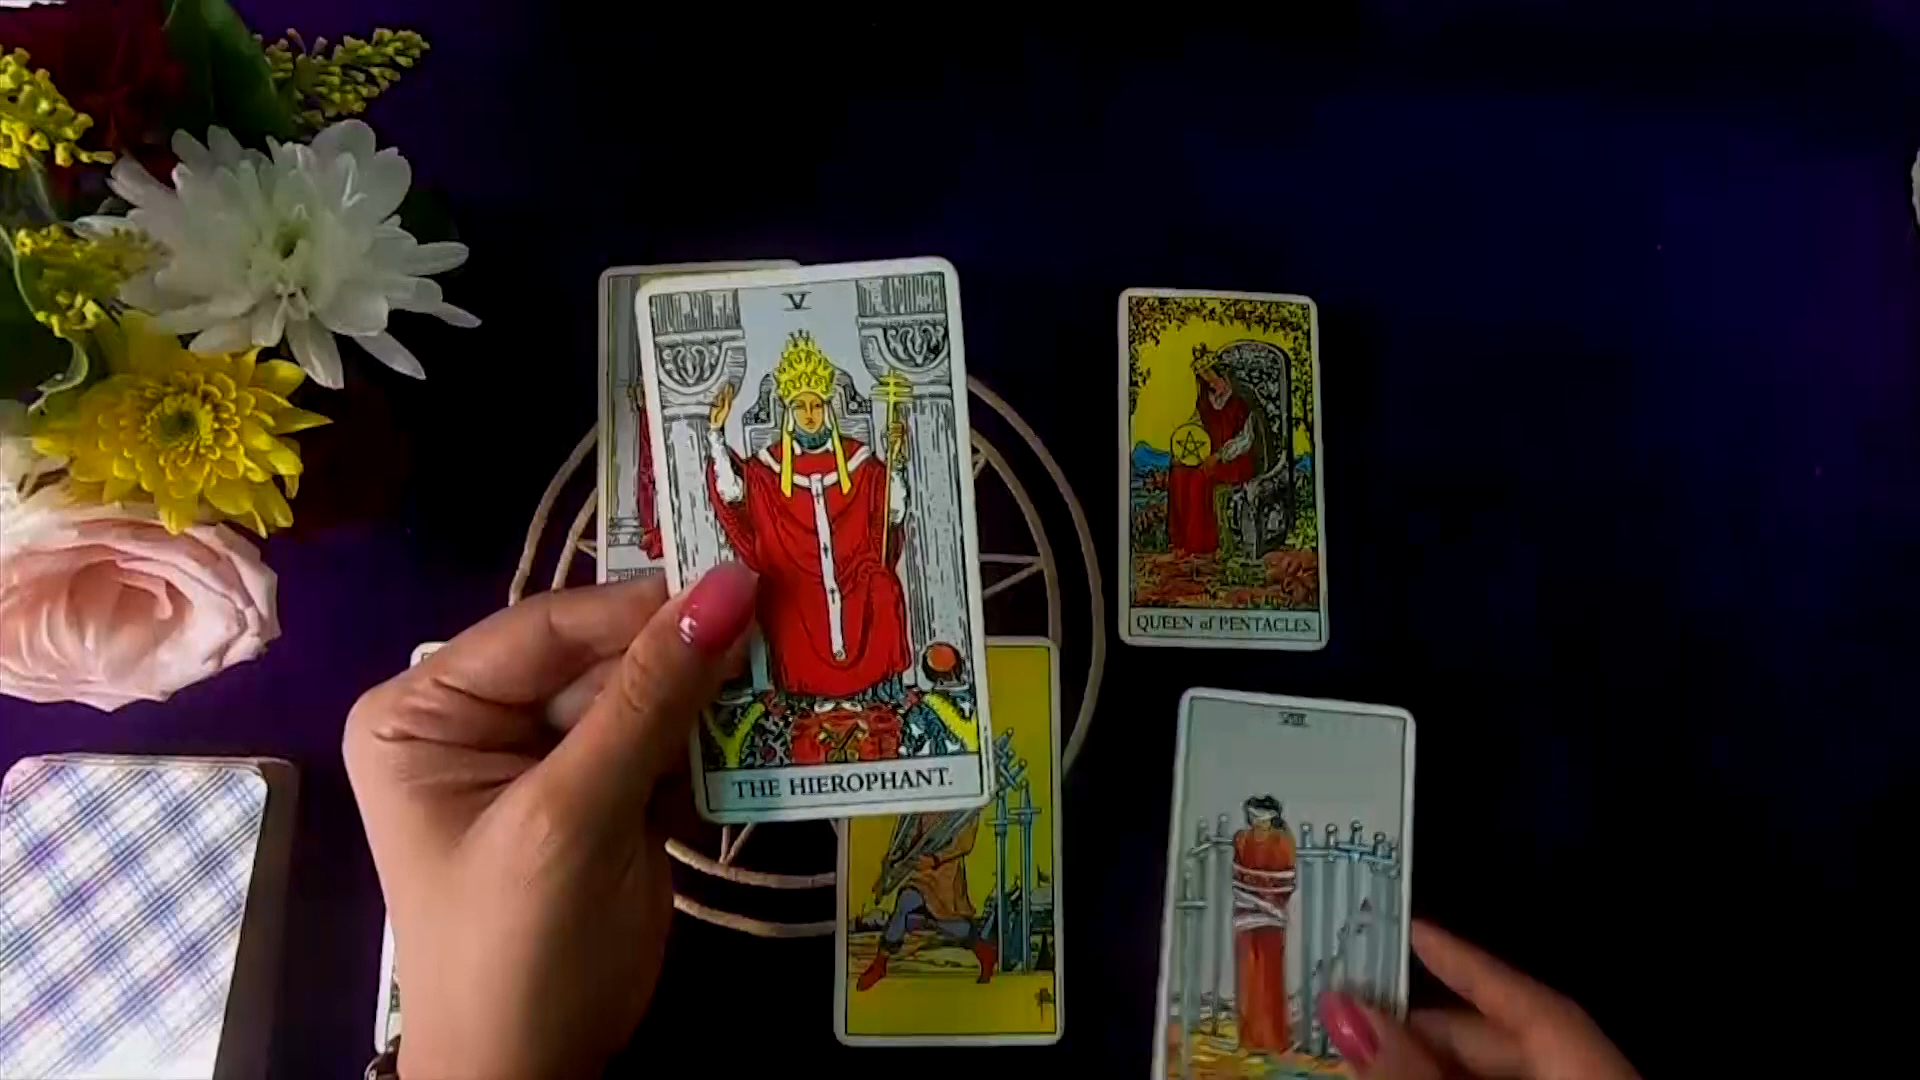 V
THE HIEROPHANT.
QUEEN of PENTACLES.
VIII